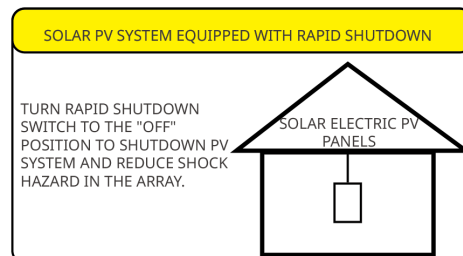 SOLAR PV SYSTEM EQUIPPED WITH RAPID SHUTDOWN
TURN RAPID SHUTDOWN
SWITCH TO THE "OFF"
POSITION TO SHUTDOWN PV
SYSTEM AND REDUCE SHOCK
HAZARD IN THE ARRAY.
SOLAR ELECTRIC PV
PANELS